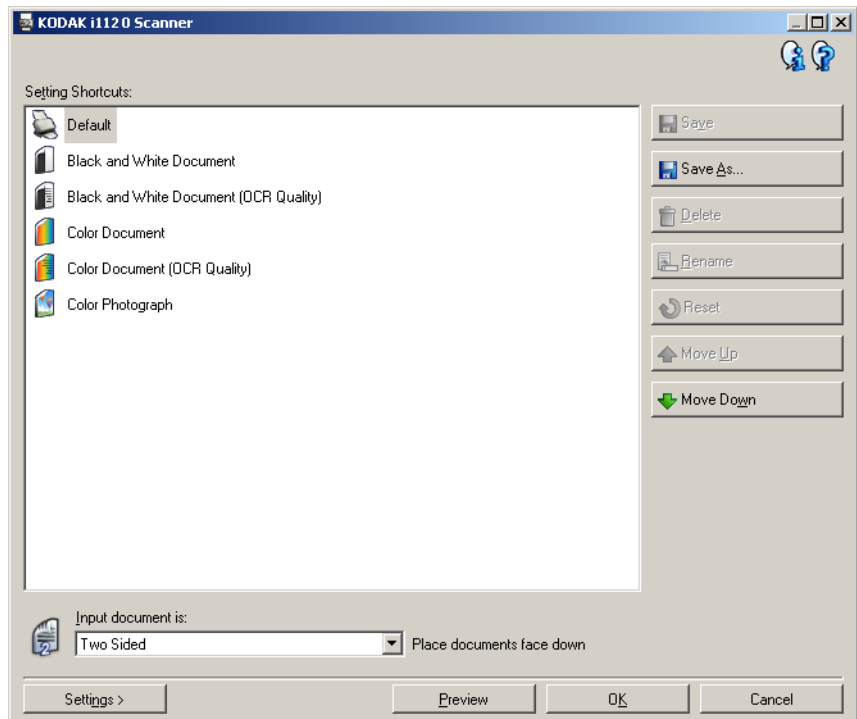 KODAK i1120 Scanner
Setting Shortcuts:
Default
Black and White Document
Black and White Document (OCR Quality)
Color Document
Color Document (OCR Quality)
Color Photograph
Save
Save As...
Delete
Rename
Reset
Move Up
Move Down
Input document is:
2
Two Sided
Place documents face down
Settings >
Preview
OK
Cancel